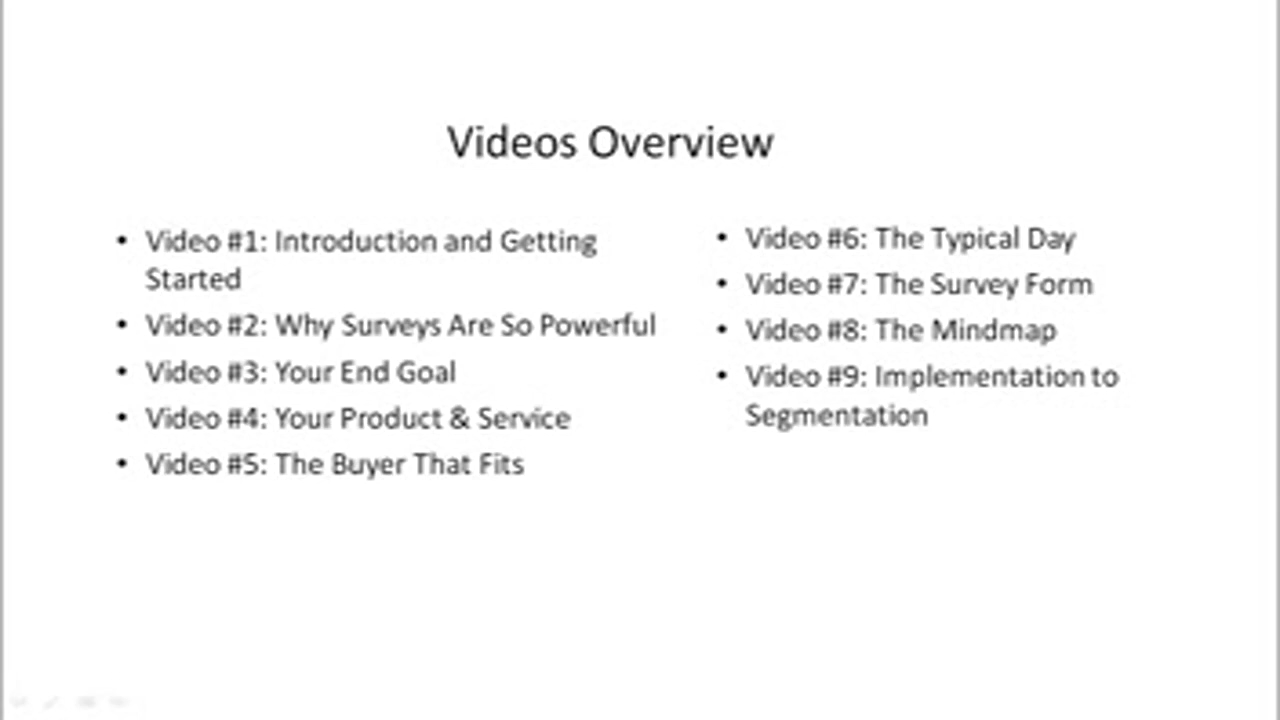 Videos Overview
• Video #1: Introduction and Getting
Started
• Video #2: Why Surveys Are So Powerful
• Video #3: Your End Goal
• Video #4: Your Product & Service
• Video #5: The Buyer That Fits
• Video #6: The Typical Day
• Video #7: The Survey Form
• Video #8: The Mindmap
• Video #9: Implementation to
Segmentation